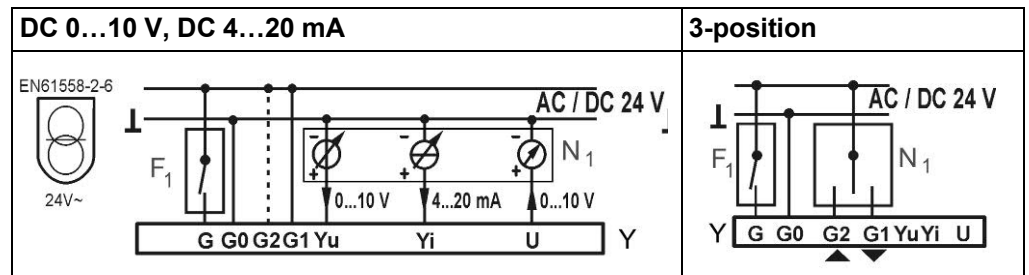 DC 0…10 V, DC 4…20 mA
3-position
EN61558-2-6
24V~
AC / DC 24 V
F1
N1
0...10 V
4...20 mA
0...10 V
G G0 G2 G1 Yu Yi U
Y
AC / DC 24 V
F1
N1
Y
G G0 G2 G1 Yu Yi U